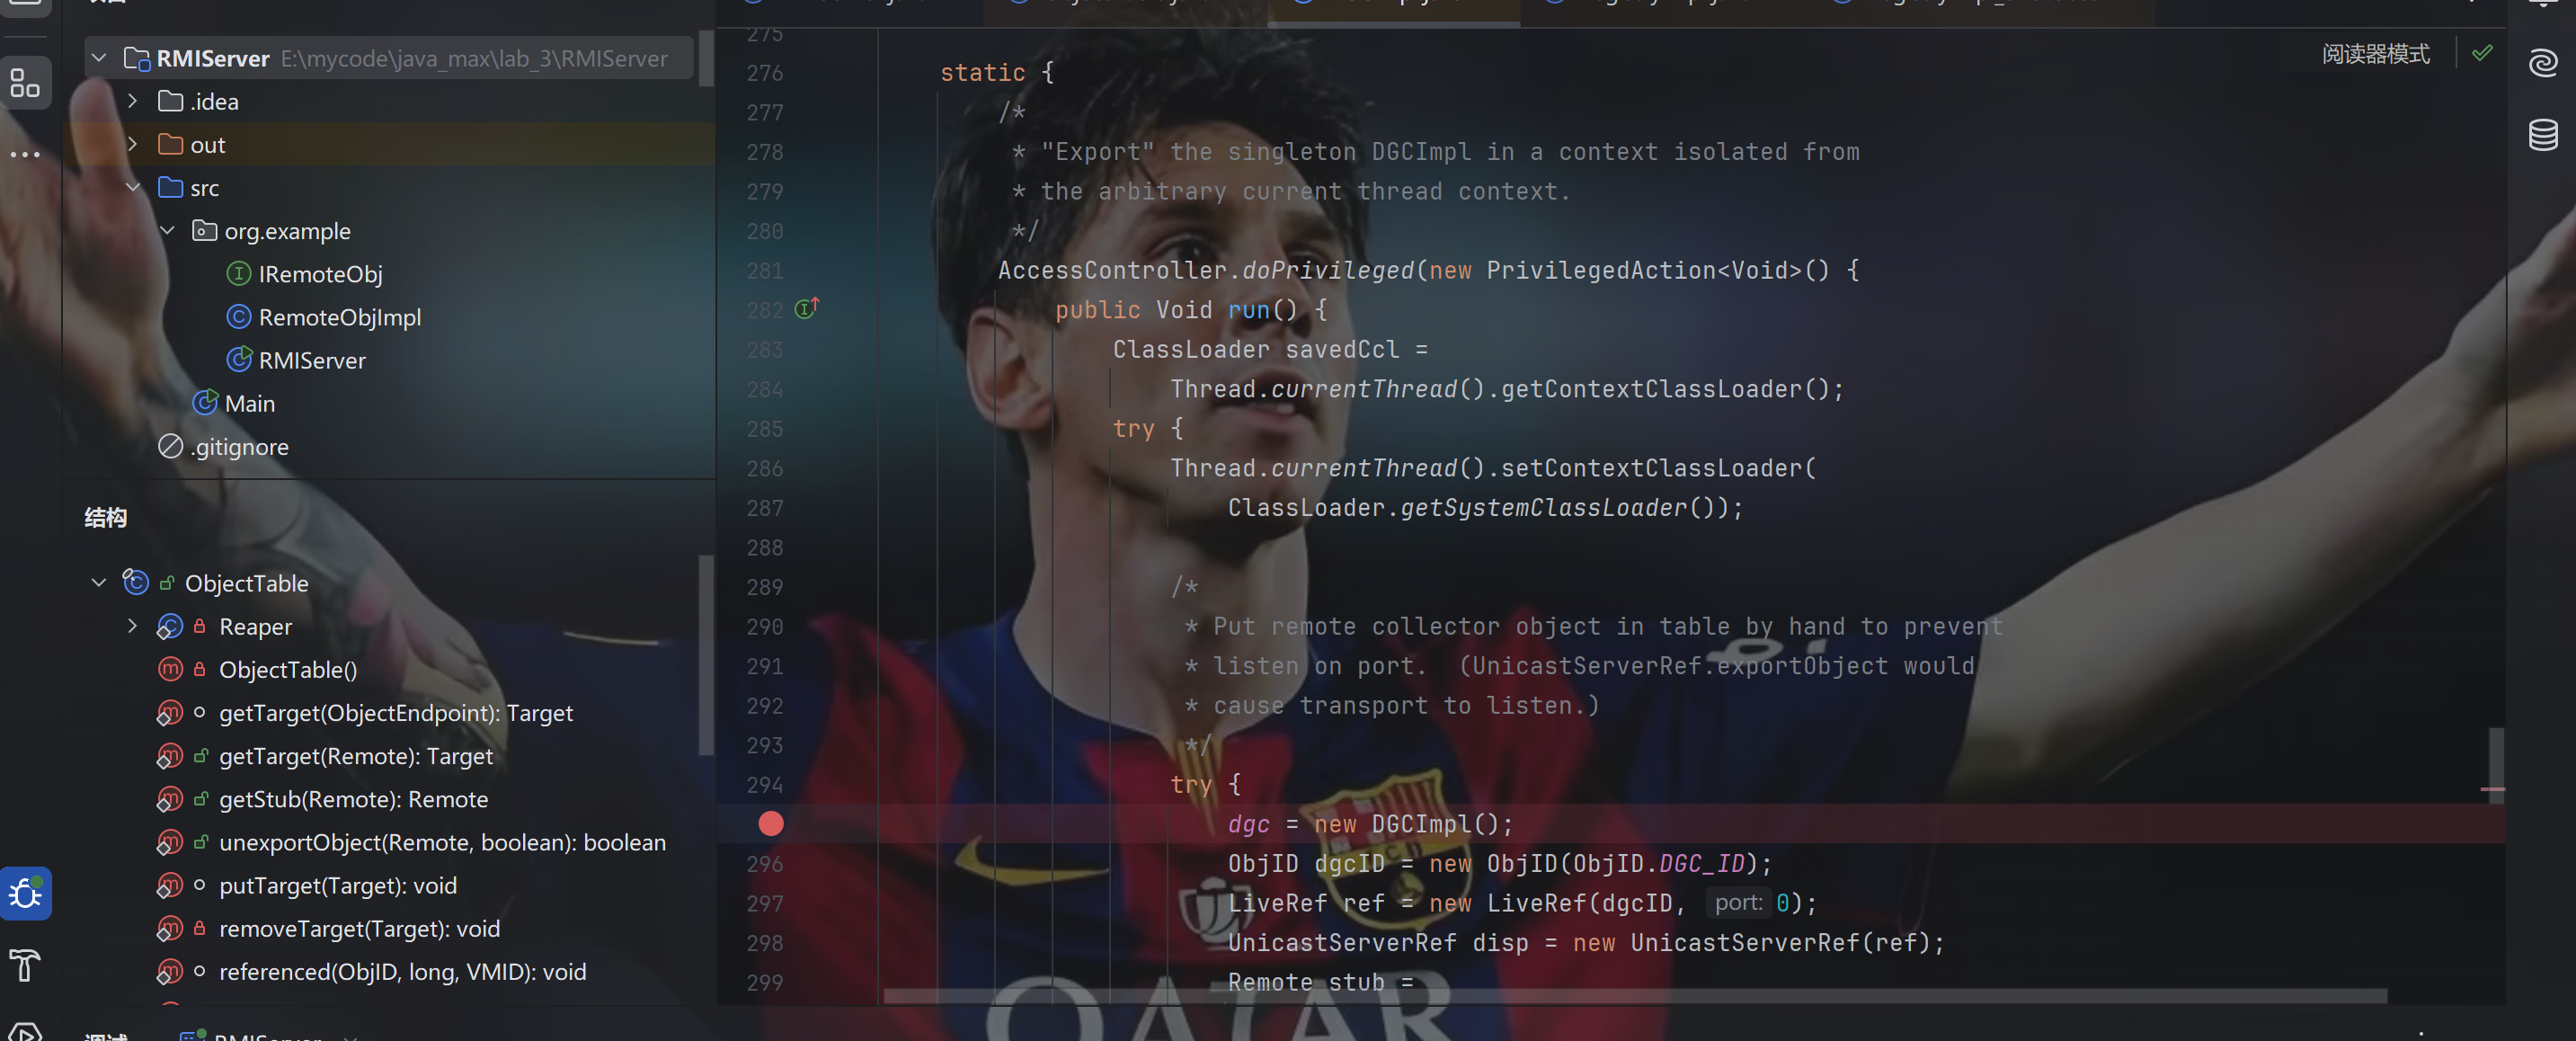 RMIServer E:\mycode\java_max\lab_3\RMIServer
.idea
out
src
org.example
IRemoteObj
RemoteObjImpl
RMIServer
Main
.gitignore
结构
ObjectTable
Reaper
ObjectTable()
getTarget(ObjectEndpoint): Target
getTarget(Remote): Target
getStub(Remote): Remote
unexportObject(Remote, boolean): boolean
putTarget(Target): void
removeTarget(Target): void
referenced(ObjID, long, VMID): void
调试 RMIServer
阅读器模式
275
276 static {
277 /*
278 * "Export" the singleton DGCImpl in a context isolated from
279 * the arbitrary current thread context.
280 */
281 AccessController.doPrivileged(new PrivilegedAction<Void>() {
282 public Void run() {
283 ClassLoader savedCcl =
284 Thread.currentThread().getContextClassLoader();
285 try {
286 Thread.currentThread().setContextClassLoader(
287 ClassLoader.getSystemClassLoader());
288
289 /*
290 * Put remote collector object in table by hand to prevent
291 * listen on port.  (UnicastServerRef.exportObject would
292 * cause transport to listen.)
293 */
294 try {
dgc = new DGCImpl();
296 ObjID dgcID = new ObjID(ObjID.DGC_ID);
297 LiveRef ref = new LiveRef(dgcID, port: 0);
298 UnicastServerRef disp = new UnicastServerRef(ref);
299 Remote stub =
QATAR